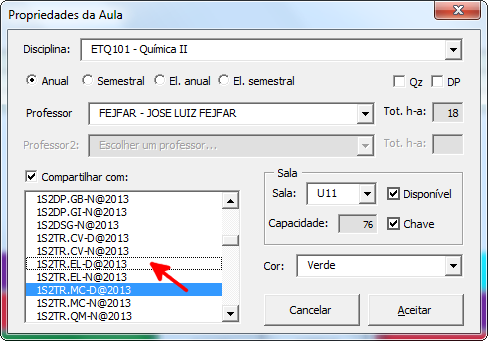 Propriedades da Aula
Disciplina: ETQ101 - Química II
Anual Semestral El. anual El. semestral Qz DP
Professor FEJFAR - JOSE LUIZ FEJFAR Tot. h-a: 18
Professor2: Escolher um professor... Tot. h-a:
Compartilhar com:
1S2DP.GB-N@2013
1S2DP.GI-N@2013
1S2DSG-N@2013
1S2TR.CV-D@2013
1S2TR.CV-N@2013
1S2TR.EL-D@2013
1S2TR.EL-N@2013
1S2TR.MC-D@2013
1S2TR.MC-N@2013
1S2TR.QM-N@2013
Sala
Sala: U11 Disponível
Capacidade: 76 Chave
Cor: Verde
Cancelar Aceitar